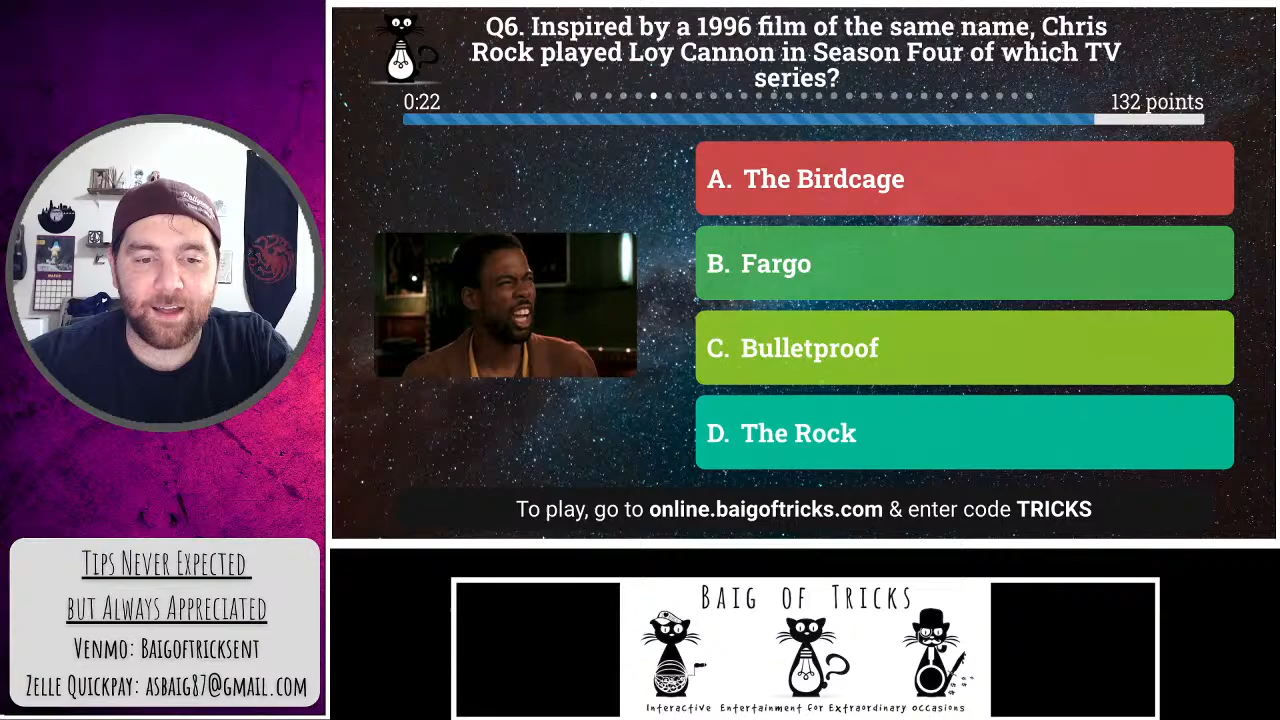 Q6. Inspired by a 1996 film of the same name, Chris
Rock played Loy Cannon in Season Four of which TV
series?
0:22
132 points
A. The Birdcage
B. Fargo
C. Bulletproof
D. The Rock
To play, go to online.baigoftricks.com & enter code TRICKS
Tips Never Expected
but Always Appreciated
Venmo: Baigoftricksent
Zelle Quickpay: asbaig87@gmail.com
Baig of Tricks
Interactive Entertainment for Extraordinary Occasions